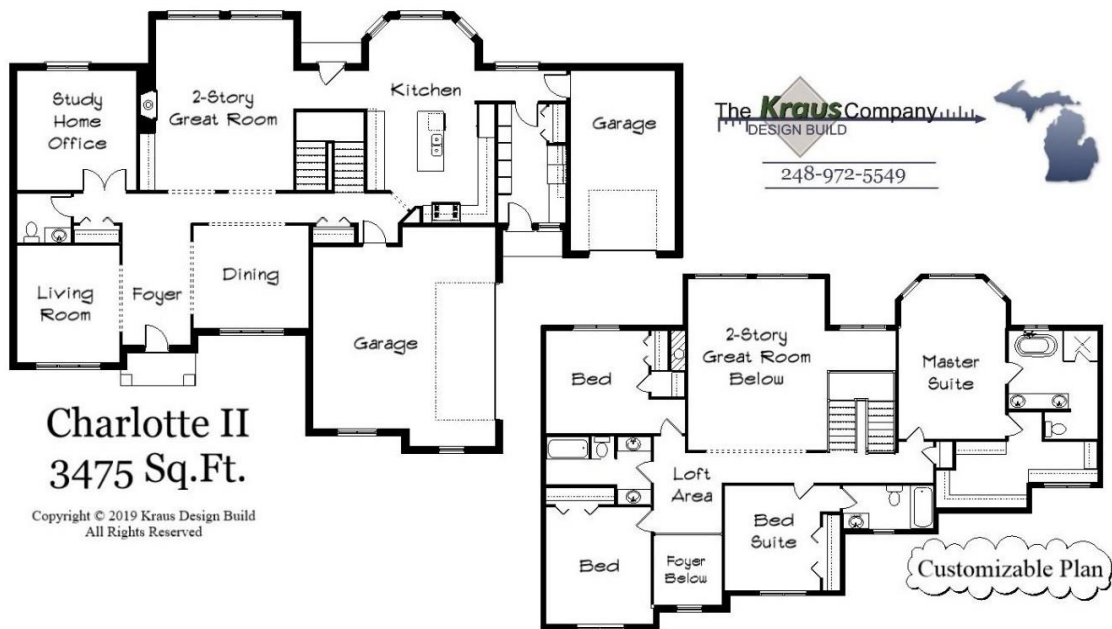 Study
Home
Office
2-Story
Great Room
Kitchen
Garage
Living
Room
Foyer
Dining
Garage
The Kraus Company
DESIGN BUILD
248-972-5549
Bed
2-Story
Great Room
Below
Master
Suite
Loft
Area
Bed
Foyer
Below
Bed
Suite
Charlotte II
3475 Sq.Ft.
Copyright © 2019 Kraus Design Build
All Rights Reserved
Customizable Plan